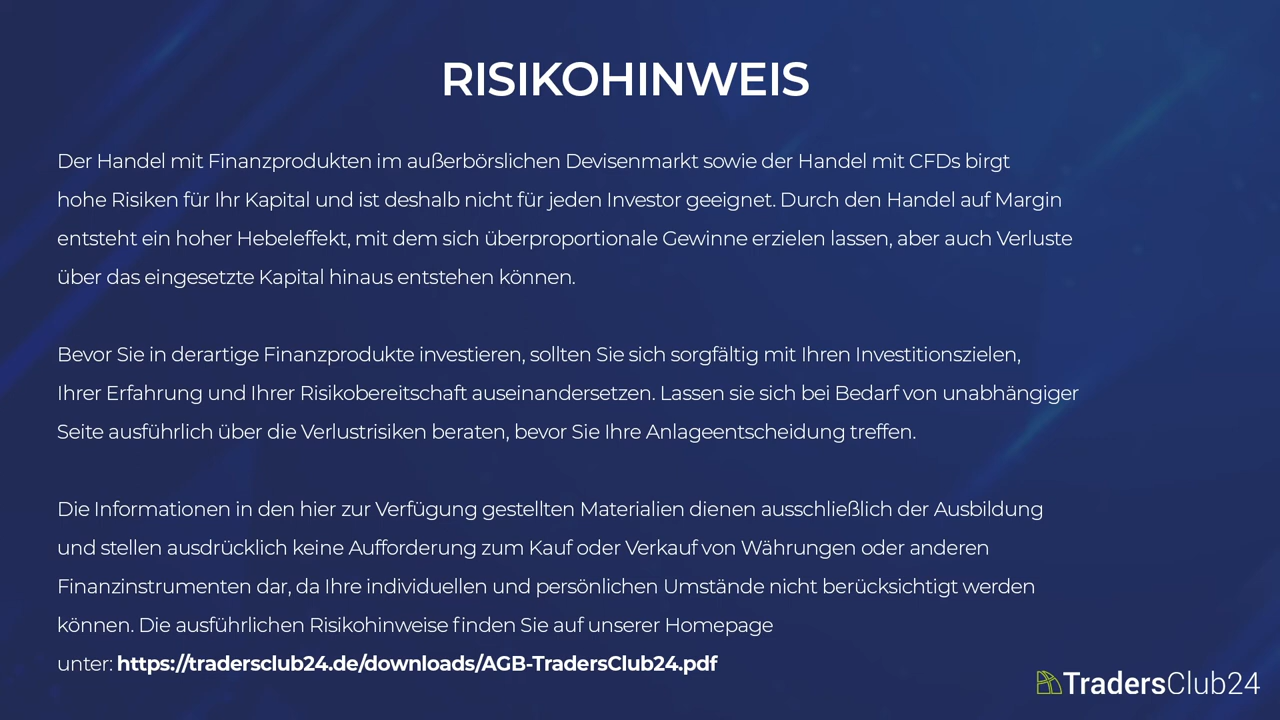 RISIKOHINWEIS
Der Handel mit Finanzprodukten im außerbörslichen Devisenmarkt sowie der Handel mit CFDs birgt
hohe Risiken für Ihr Kapital und ist deshalb nicht für jeden Investor geeignet. Durch den Handel auf Margin
entsteht ein hoher Hebeleffekt, mit dem sich überproportionale Gewinne erzielen lassen, aber auch Verluste
über das eingesetzte Kapital hinaus entstehen können.
Bevor Sie in derartige Finanzprodukte investieren, sollten Sie sich sorgfältig mit Ihren Investitionszielen,
Ihrer Erfahrung und Ihrer Risikobereitschaft auseinandersetzen. Lassen sie sich bei Bedarf von unabhängiger
Seite ausführlich über die Verlustrisiken beraten, bevor Sie Ihre Anlageentscheidung treffen.
Die Informationen in den hier zur Verfügung gestellten Materialien dienen ausschließlich der Ausbildung
und stellen ausdrücklich keine Aufforderung zum Kauf oder Verkauf von Währungen oder anderen
Finanzinstrumenten dar, da Ihre individuellen und persönlichen Umstände nicht berücksichtigt werden
können. Die ausführlichen Risikohinweise finden Sie auf unserer Homepage
unter: https://tradersclub24.de/downloads/AGB-TradersClub24.pdf
TradersClub24